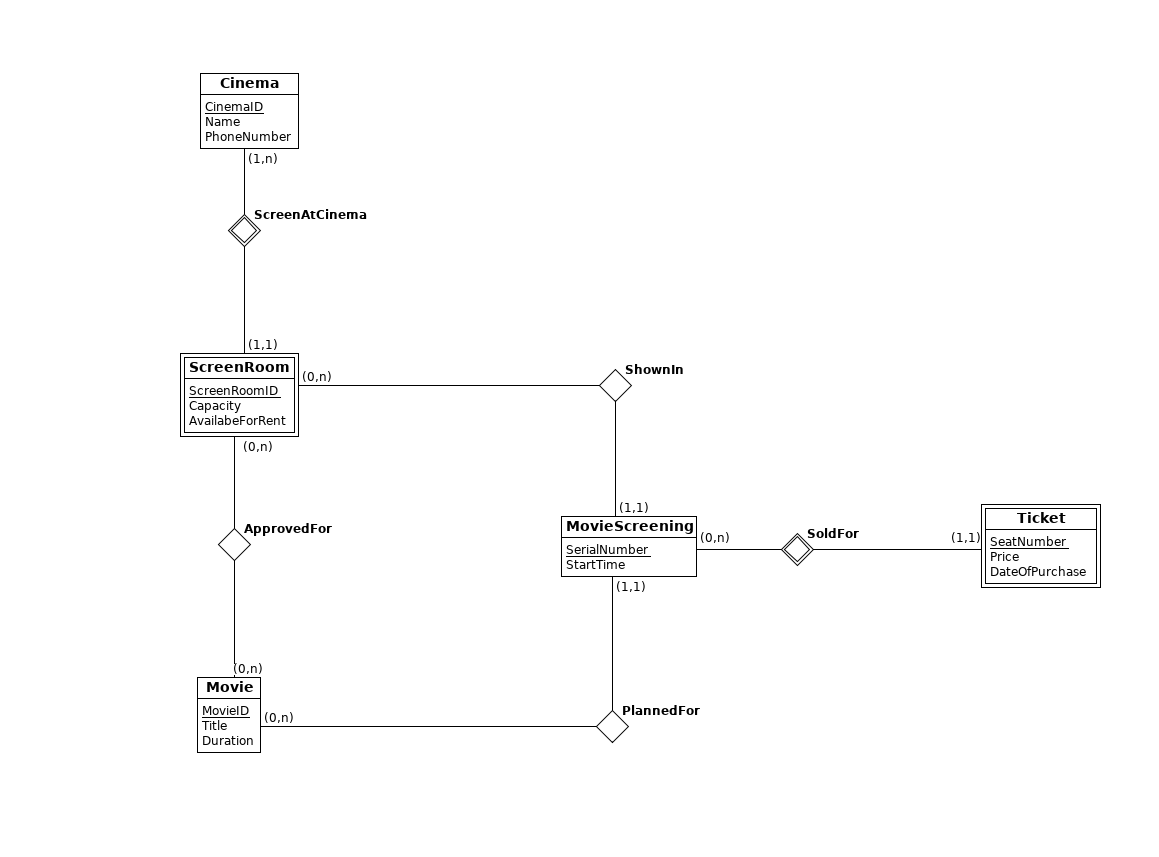 Cinema
CinemaID
Name
PhoneNumber
(1,n)
ScreenAtCinema
(1,1)
ScreenRoom
ScreenRoomID
Capacity
AvailabeForRent
(0,n)
ShownIn
(0,n)
ApprovedFor
(1,1)
MovieScreening
SerialNumber
StartTime
(0,n)
SoldFor
(1,1)
Ticket
SeatNumber
Price
DateOfPurchase
(1,1)
(0,n)
Movie
MovieID
Title
Duration
(0,n)
PlannedFor